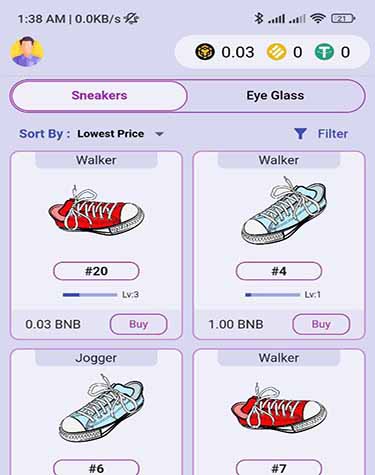 1:38 AM | 0.0KB/s
21
0.03 0 0
Sneakers Eye Glass
Sort By : Lowest Price Filter
Walker Walker
#20 #4
Lv:3 Lv:1
0.03 BNB Buy 1.00 BNB Buy
Jogger Walker
#6 #7